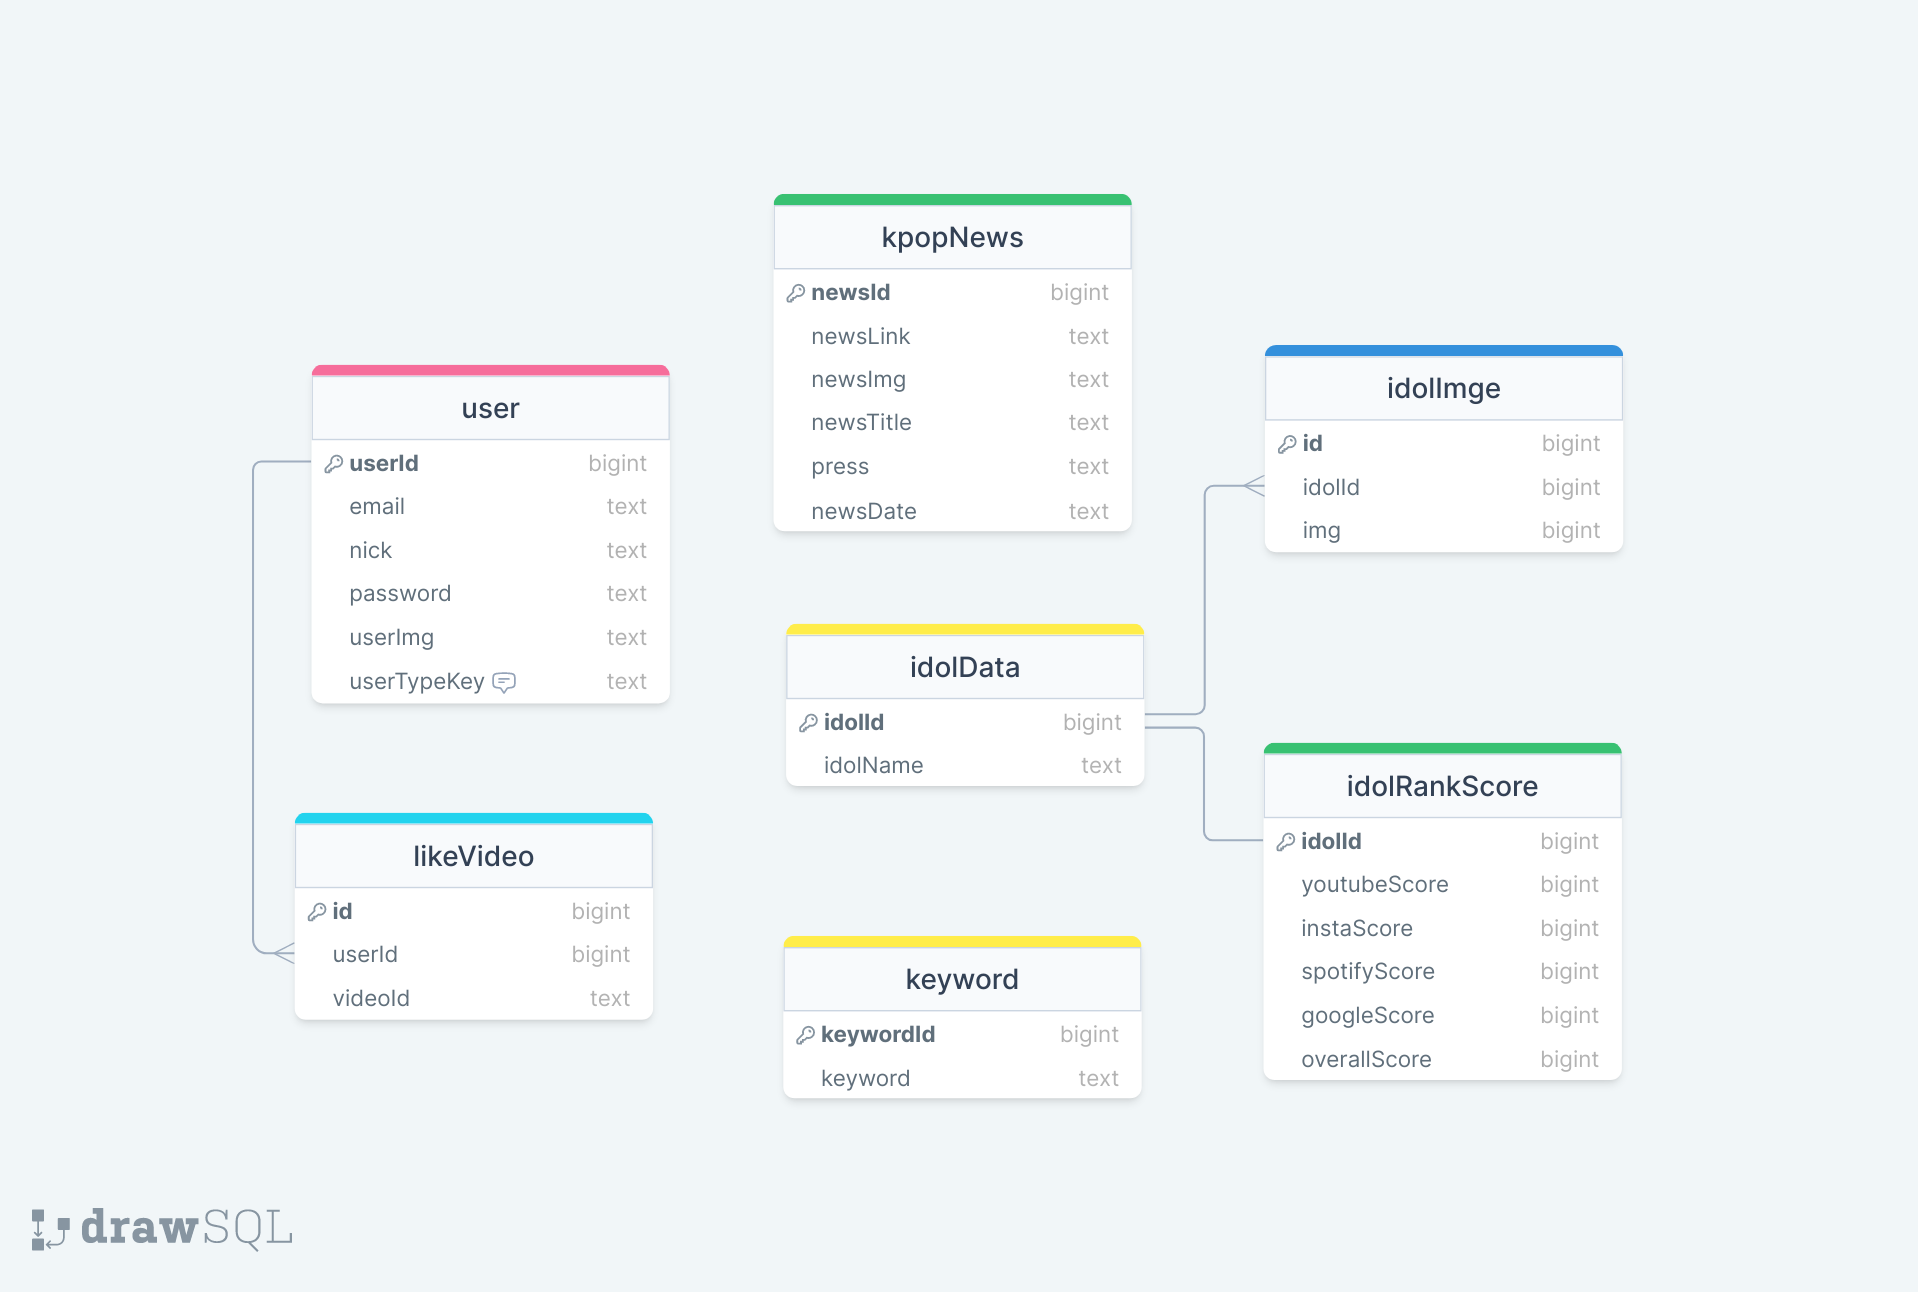 kpopNews
newsId bigint
newsLink text
newsImg text
newsTitle text
press text
newsDate text
user
userId bigint
email text
nick text
password text
userImg text
userTypeKey text
idolImge
id bigint
idolId bigint
img bigint
idolData
idolId bigint
idolName text
idolRankScore
idolId bigint
youtubeScore bigint
instaScore bigint
spotifyScore bigint
googleScore bigint
overallScore bigint
likeVideo
id bigint
userId bigint
videoId text
keyword
keywordId bigint
keyword text
drawSQL